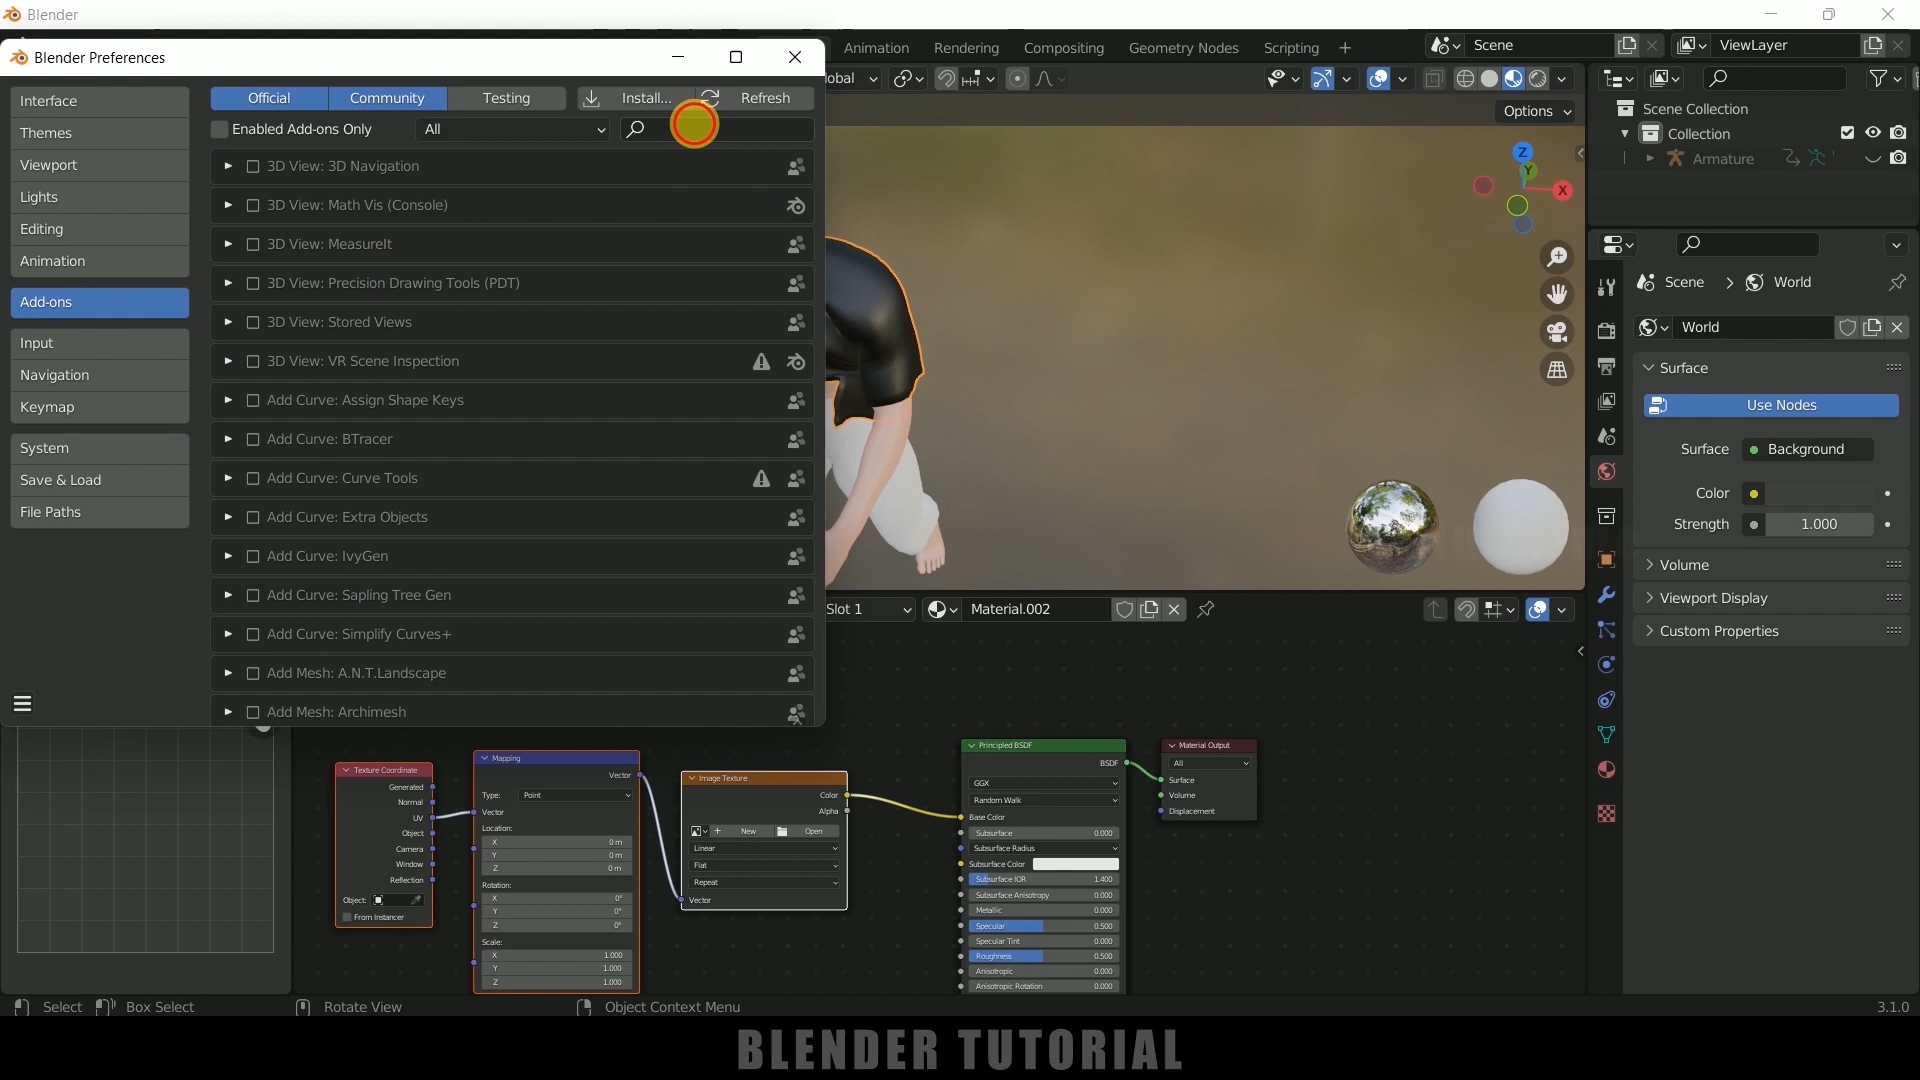 Blender
Blender Preferences
Animation
Rendering
Compositing
Geometry Nodes
Scripting
Scene
ViewLayer
Interface
Themes
Viewport
Lights
Editing
Animation
Add-ons
Input
Navigation
Keymap
System
Save & Load
File Paths
Official
Community
Testing
Install...
Refresh
Enabled Add-ons Only
All
3D View: 3D Navigation
3D View: Math Vis (Console)
3D View: MeasureIt
3D View: Precision Drawing Tools (PDT)
3D View: Stored Views
3D View: VR Scene Inspection
Add Curve: Assign Shape Keys
Add Curve: BTracer
Add Curve: Curve Tools
Add Curve: Extra Objects
Add Curve: IvyGen
Add Curve: Sapling Tree Gen
Add Curve: Simplify Curves+
Add Mesh: A.N.T.Landscape
Add Mesh: Archimesh
lobal
Options
Z
Y
X
Scene Collection
Collection
Armature
Scene
World
World
Surface
Use Nodes
Surface
Background
Color
Strength
1.000
Volume
Viewport Display
Custom Properties
Slot 1
Material.002
Texture Coordinate
Generated
Normal
UV
Object
Camera
Window
Reflection
Object:
From Instancer
Mapping
Vector
Type:
Point
Vector
Location:
X 0 m
Y 0 m
Z 0 m
Rotation:
X 0°
Y 0°
Z 0°
Scale:
X 1.000
Y 1.000
Z 1.000
Image Texture
Color
Alpha
New
Open
Linear
Flat
Repeat
Vector
Principled BSDF
BSDF
GGX
Random Walk
Base Color
Subsurface 0.000
Subsurface Radius
Subsurface Color
Subsurface IOR 1.400
Subsurface Anisotropy 0.000
Metallic 0.000
Specular 0.500
Specular Tint 0.000
Roughness 0.500
Anisotropic 0.000
Anisotropic Rotation 0.000
Material Output
All
Surface
Volume
Displacement
Select
Box Select
Rotate View
Object Context Menu
3.1.0
BLENDER TUTORIAL